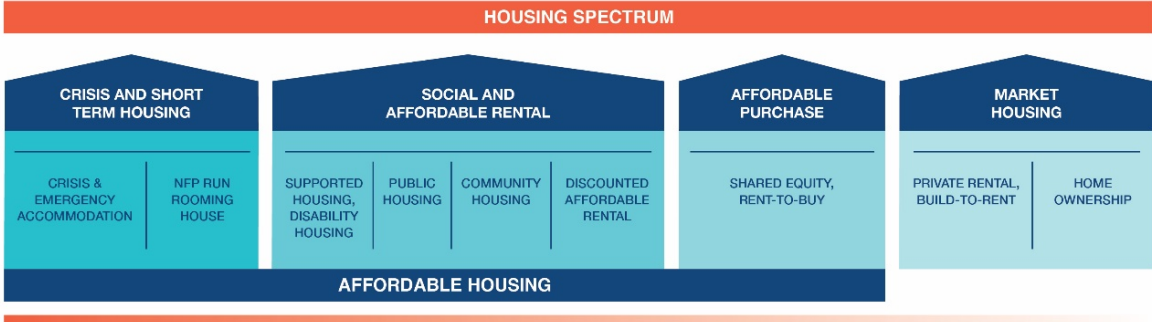 HOUSING SPECTRUM
CRISIS AND SHORT
TERM HOUSING
SOCIAL AND
AFFORDABLE RENTAL
AFFORDABLE
PURCHASE
MARKET
HOUSING
CRISIS &
EMERGENCY
ACCOMMODATION
NFP RUN
ROOMING
HOUSE
SUPPORTED
HOUSING,
DISABILITY
HOUSING
PUBLIC
HOUSING
COMMUNITY
HOUSING
DISCOUNTED
AFFORDABLE
RENTAL
SHARED EQUITY,
RENT-TO-BUY
PRIVATE RENTAL,
BUILD-TO-RENT
HOME
OWNERSHIP
AFFORDABLE HOUSING